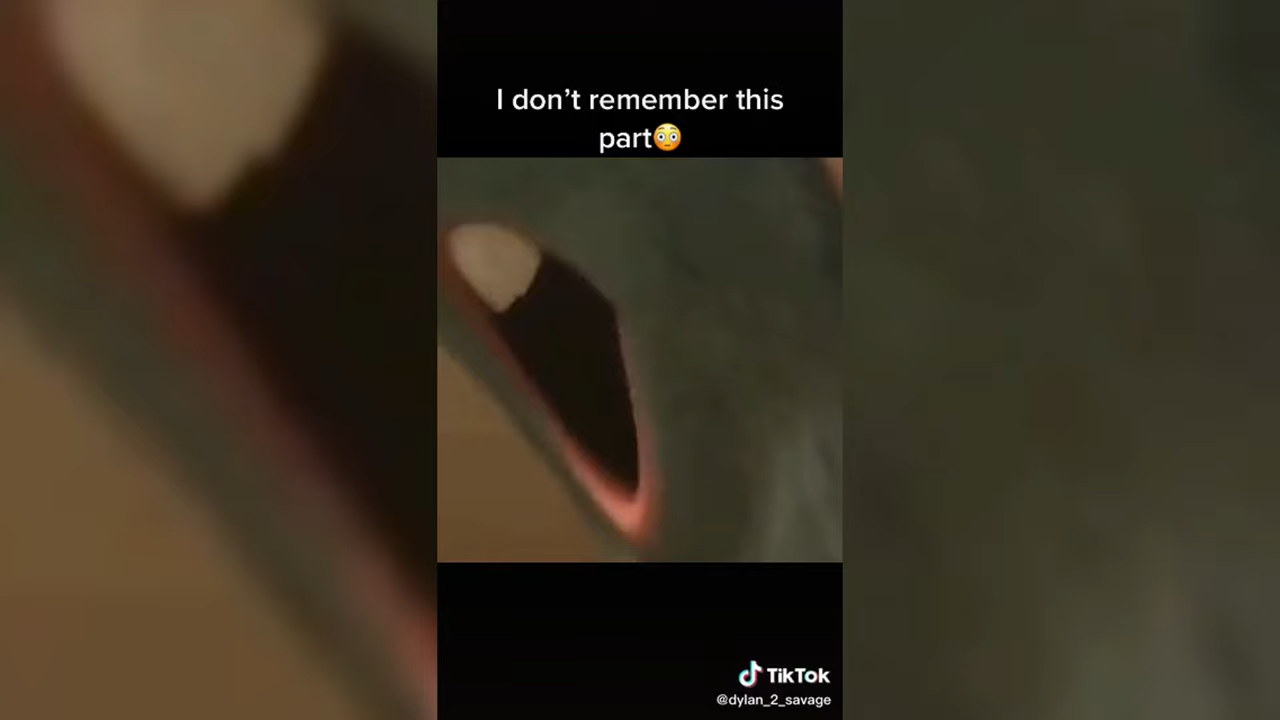 I don’t remember this
part😳
TikTok
@dylan_2_savage